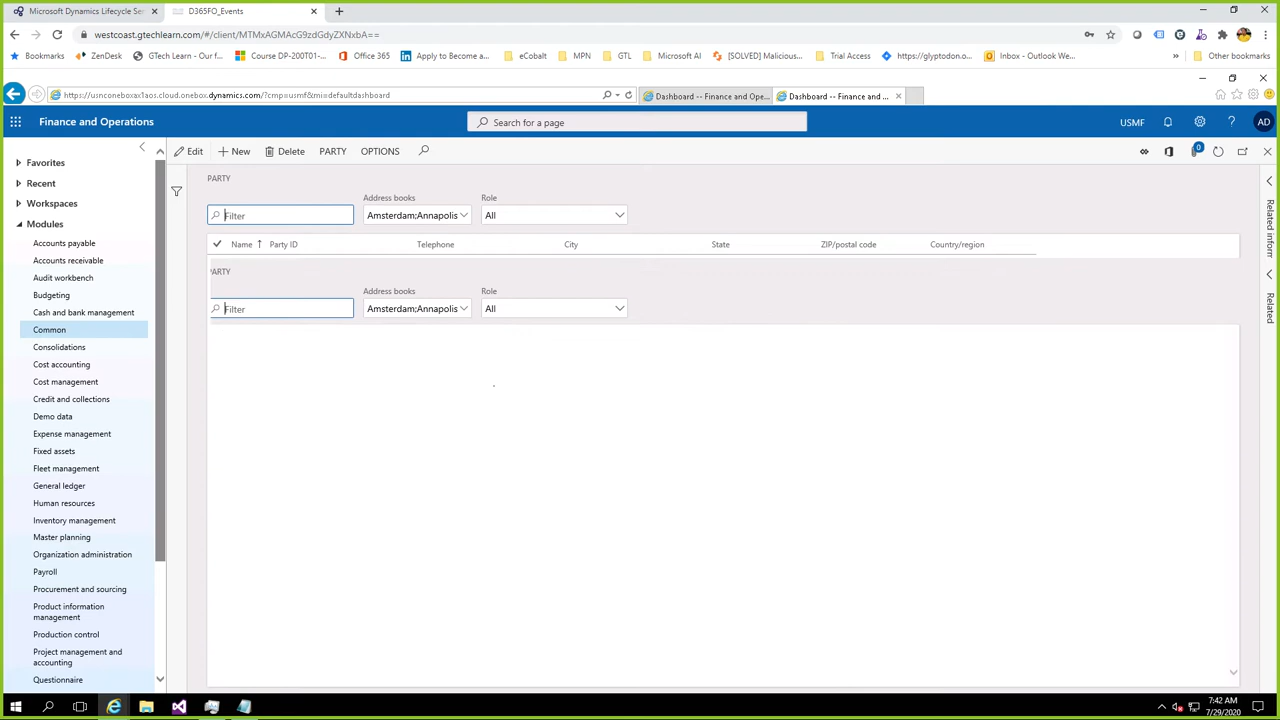 Microsoft Dynamics Lifecycle Ser
D365FO_Events
westcoast.gtechlearn.com/#/client/MTMxAGMAcG9zdGdyZXNxbA==
Bookmarks
ZenDesk
GTech Learn - Our f...
Course DP-200T01-...
Office 365
Apply to Become a...
eCobalt
MPN
GTL
Microsoft AI
[SOLVED] Malicious...
Trial Access
https://glyptodon.o...
Inbox - Outlook We...
»
Other bookmarks
https://usnconeboxax1aos.cloud.onebox.dynamics.com/?cmp=usmf&mi=defaultdashboard
Dashboard -- Finance and Ope...
Dashboard -- Finance and ...
Finance and Operations
Search for a page
USMF
?
AD
Edit
+ New
Delete
PARTY
OPTIONS
0
Favorites
Recent
Workspaces
Modules
Accounts payable
Accounts receivable
Audit workbench
Budgeting
Cash and bank management
Common
Consolidations
Cost accounting
Cost management
Credit and collections
Demo data
Expense management
Fixed assets
Fleet management
General ledger
Human resources
Inventory management
Master planning
Organization administration
Payroll
Procurement and sourcing
Product information
management
Production control
Project management and
accounting
Questionnaire
PARTY
Address books
Role
Filter
Amsterdam;Annapolis
All
Name
Party ID
Telephone
City
State
ZIP/postal code
Country/region
ARTY
Address books
Role
Filter
Amsterdam;Annapolis
All
Related inform
Related
7:42 AM
7/29/2020